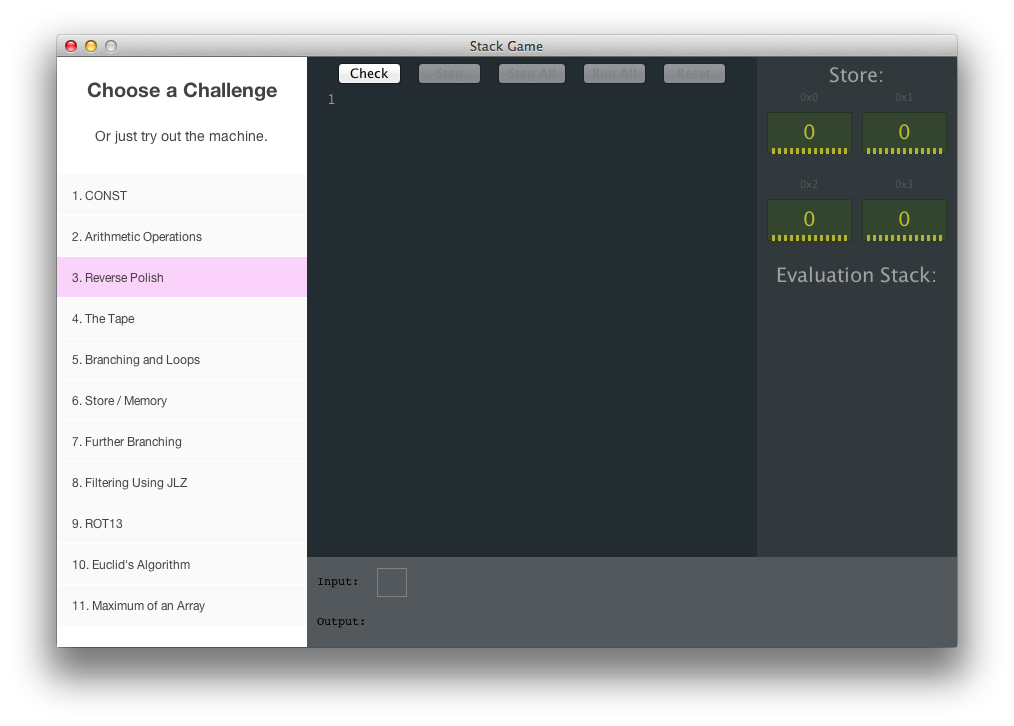 Stack Game
Choose a Challenge
Or just try out the machine.
1. CONST
2. Arithmetic Operations
3. Reverse Polish
4. The Tape
5. Branching and Loops
6. Store / Memory
7. Further Branching
8. Filtering Using JLZ
9. ROT13
10. Euclid's Algorithm
11. Maximum of an Array
Check Step Step All Run All Reset
1
Store:
0x0 0x1
0 0
0x2 0x3
0 0
Evaluation Stack:
Input:
Output: